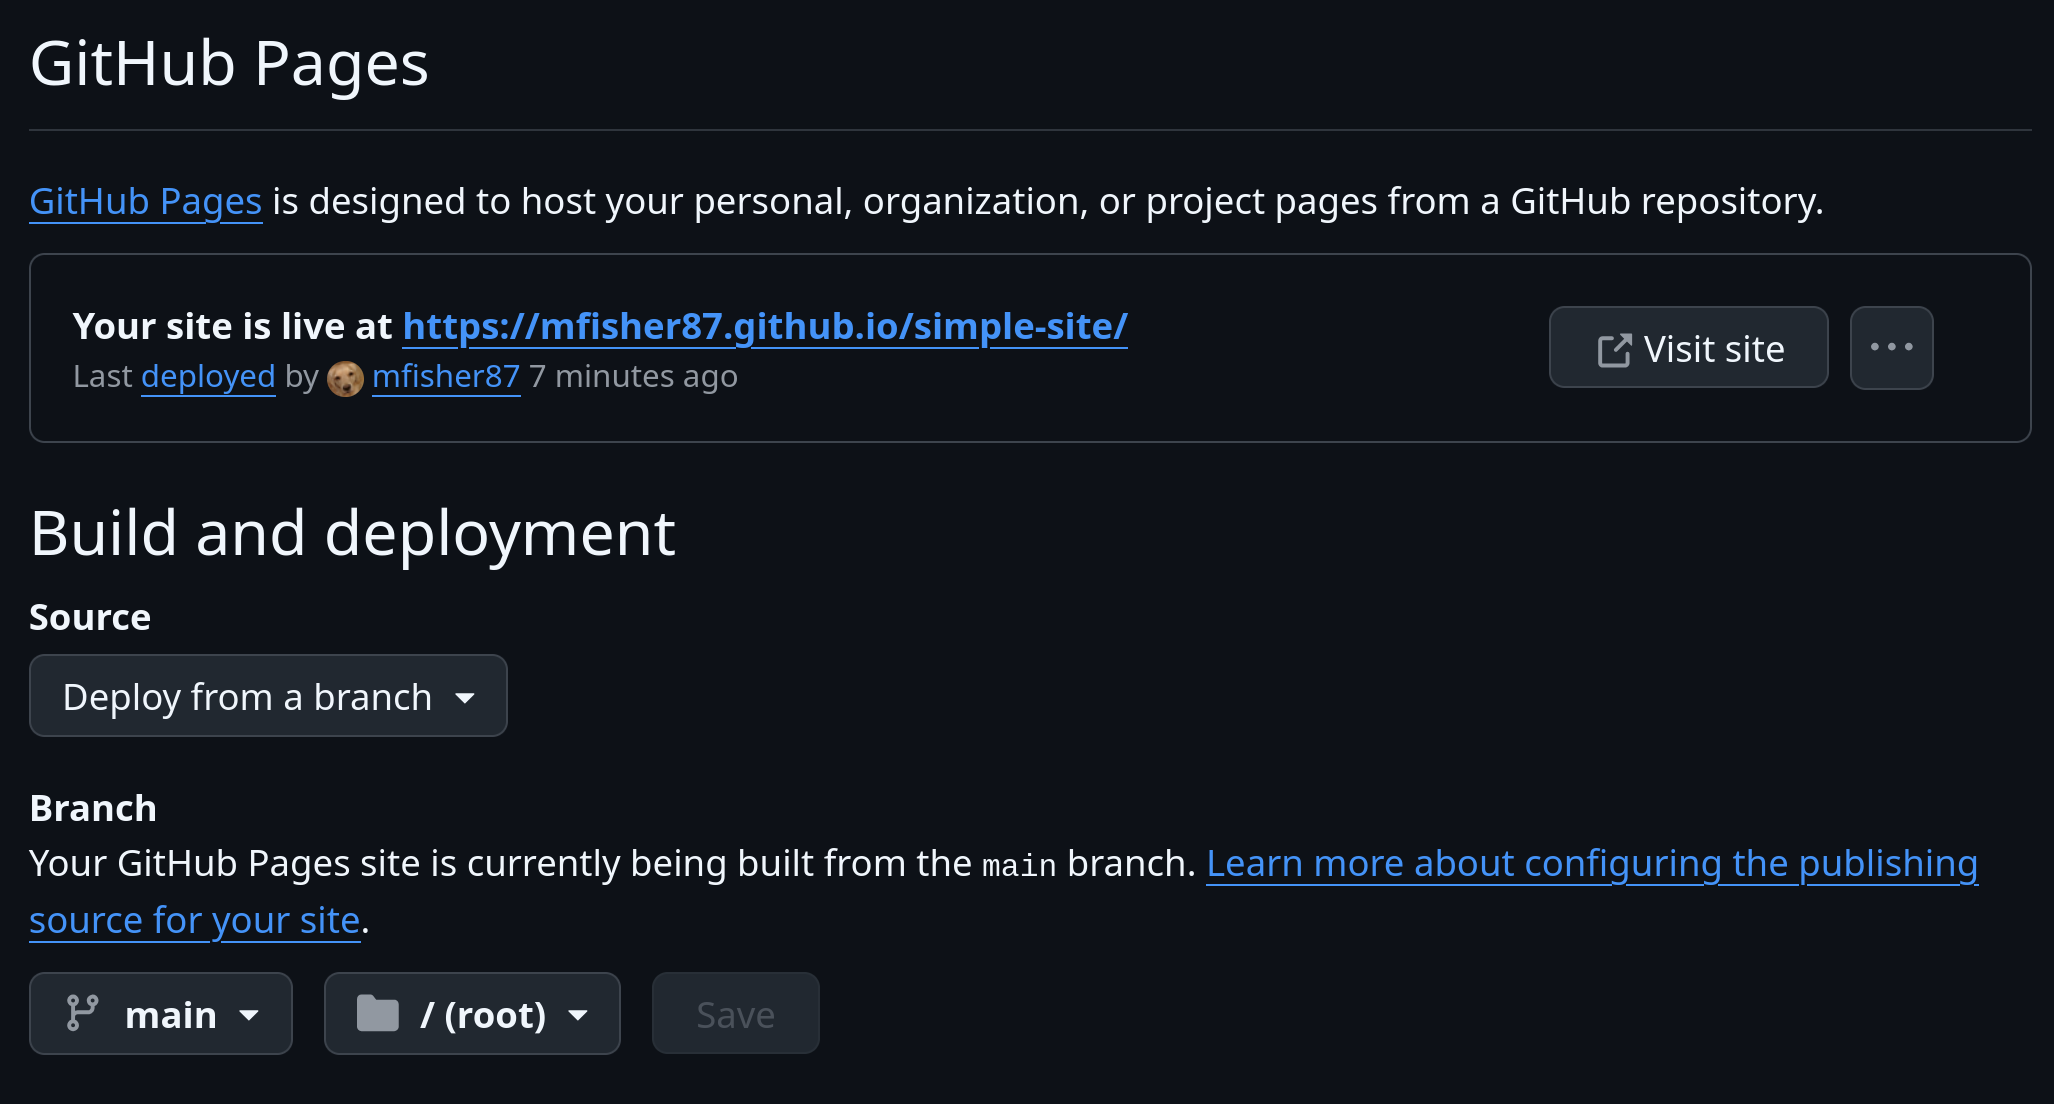 GitHub Pages
GitHub Pages is designed to host your personal, organization, or project pages from a GitHub repository.
Your site is live at https://mfisher87.github.io/simple-site/
Last deployed by mfisher87 7 minutes ago
Visit site
Build and deployment
Source
Deploy from a branch
Branch
Your GitHub Pages site is currently being built from the main branch. Learn more about configuring the publishing
source for your site.
main / (root) Save